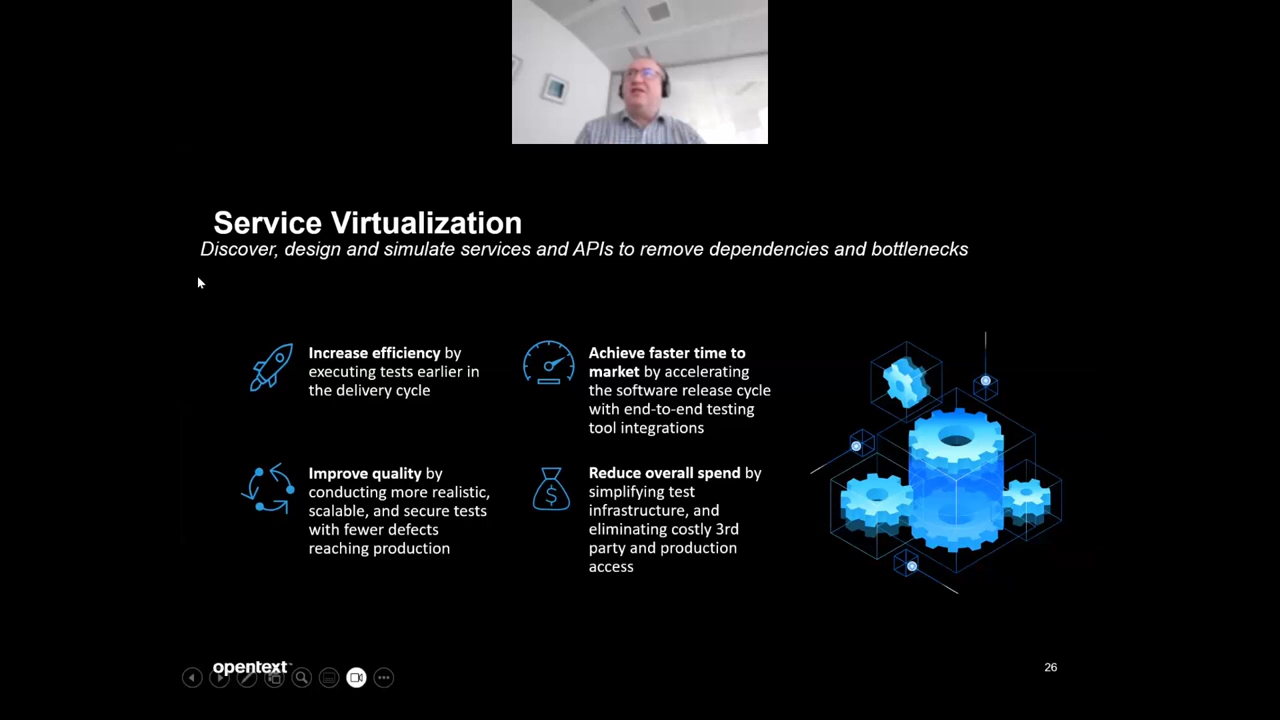 Service Virtualization
Discover, design and simulate services and APIs to remove dependencies and bottlenecks
Increase efficiency by
executing tests earlier in
the delivery cycle
Achieve faster time to
market by accelerating
the software release cycle
with end-to-end testing
tool integrations
Improve quality by
conducting more realistic,
scalable, and secure tests
with fewer defects
reaching production
$
Reduce overall spend by
simplifying test
infrastructure, and
eliminating costly 3rd
party and production
access
opentext™
26